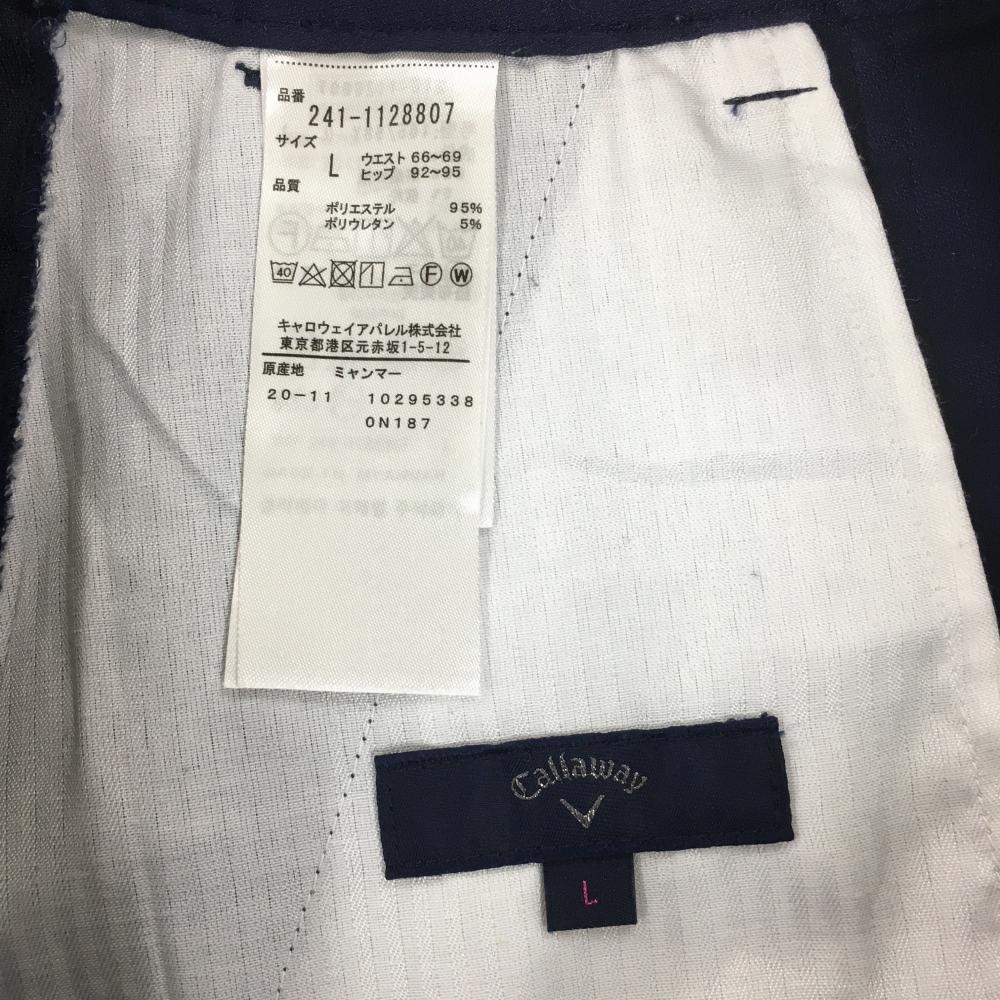 品番
241-1128807
サイズ
L ウエスト 66~69
ヒップ 92~95
品質
ポリエステル 95%
ポリウレタン 5%
40 F W
キャロウェイアパレル株式会社
東京都港区元赤坂1-5-12
原産地 ミャンマー
20-11 10295338
0N187
Callaway
L